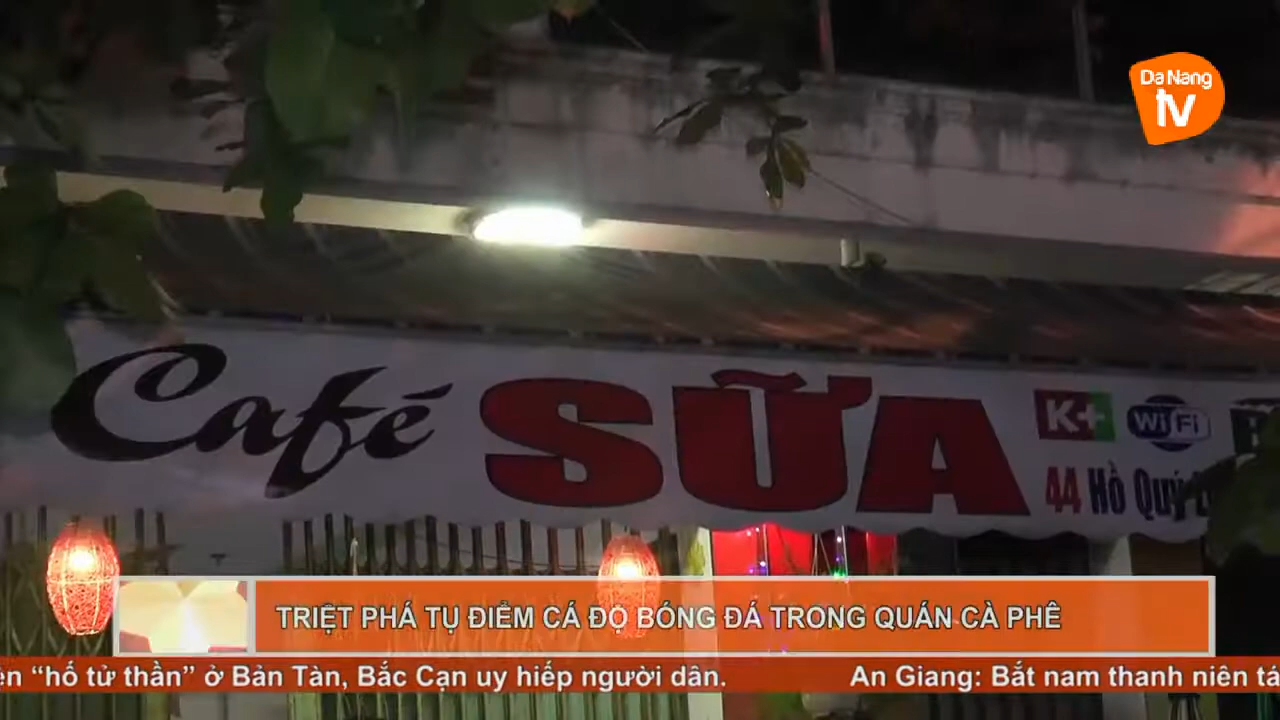 Da Nang
tv
Café SỮA
K+
WiFi
44 Hồ Quý
TRIỆT PHÁ TỤ ĐIỂM CÁ ĐỘ BÓNG ĐÁ TRONG QUÁN CÀ PHÊ
“hố tử thần” ở Bản Tàn, Bắc Cạn uy hiếp người dân.
An Giang: Bắt nam thanh niên